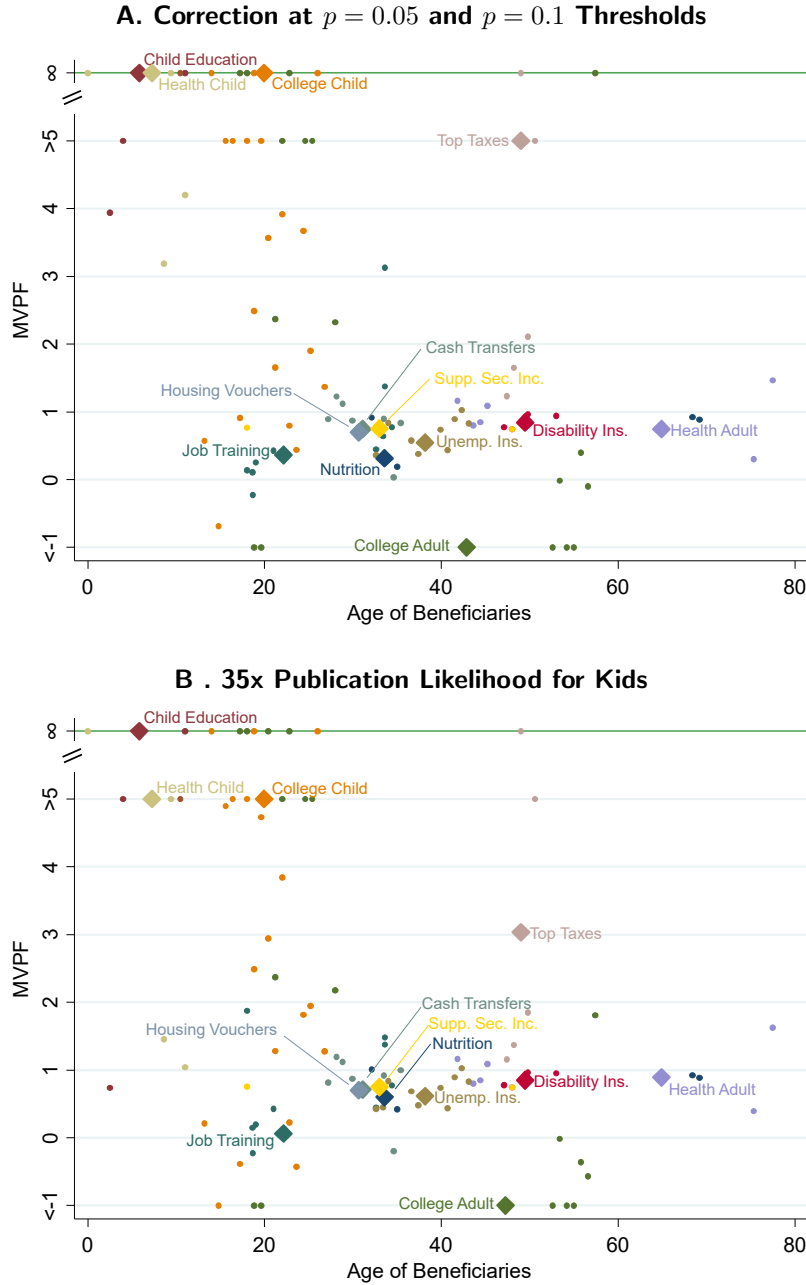 A. Correction at p = 0.05 and p = 0.1 Thresholds
Child Education
∞
Health Child
College Child
>5
Top Taxes
4
3
MVPF
2
Cash Transfers
Supp. Sec. Inc.
Housing Vouchers
1
Disability Ins.
Health Adult
Unemp. Ins.
Job Training
Nutrition
0
College Adult
<-1
0 20 40 60 80
Age of Beneficiaries
B . 35x Publication Likelihood for Kids
Child Education
∞
Health Child
College Child
>5
4
3
Top Taxes
MVPF
2
Cash Transfers
Supp. Sec. Inc.
Housing Vouchers
Nutrition
1
Disability Ins.
Health Adult
Unemp. Ins.
Job Training
0
College Adult
<-1
0 20 40 60 80
Age of Beneficiaries